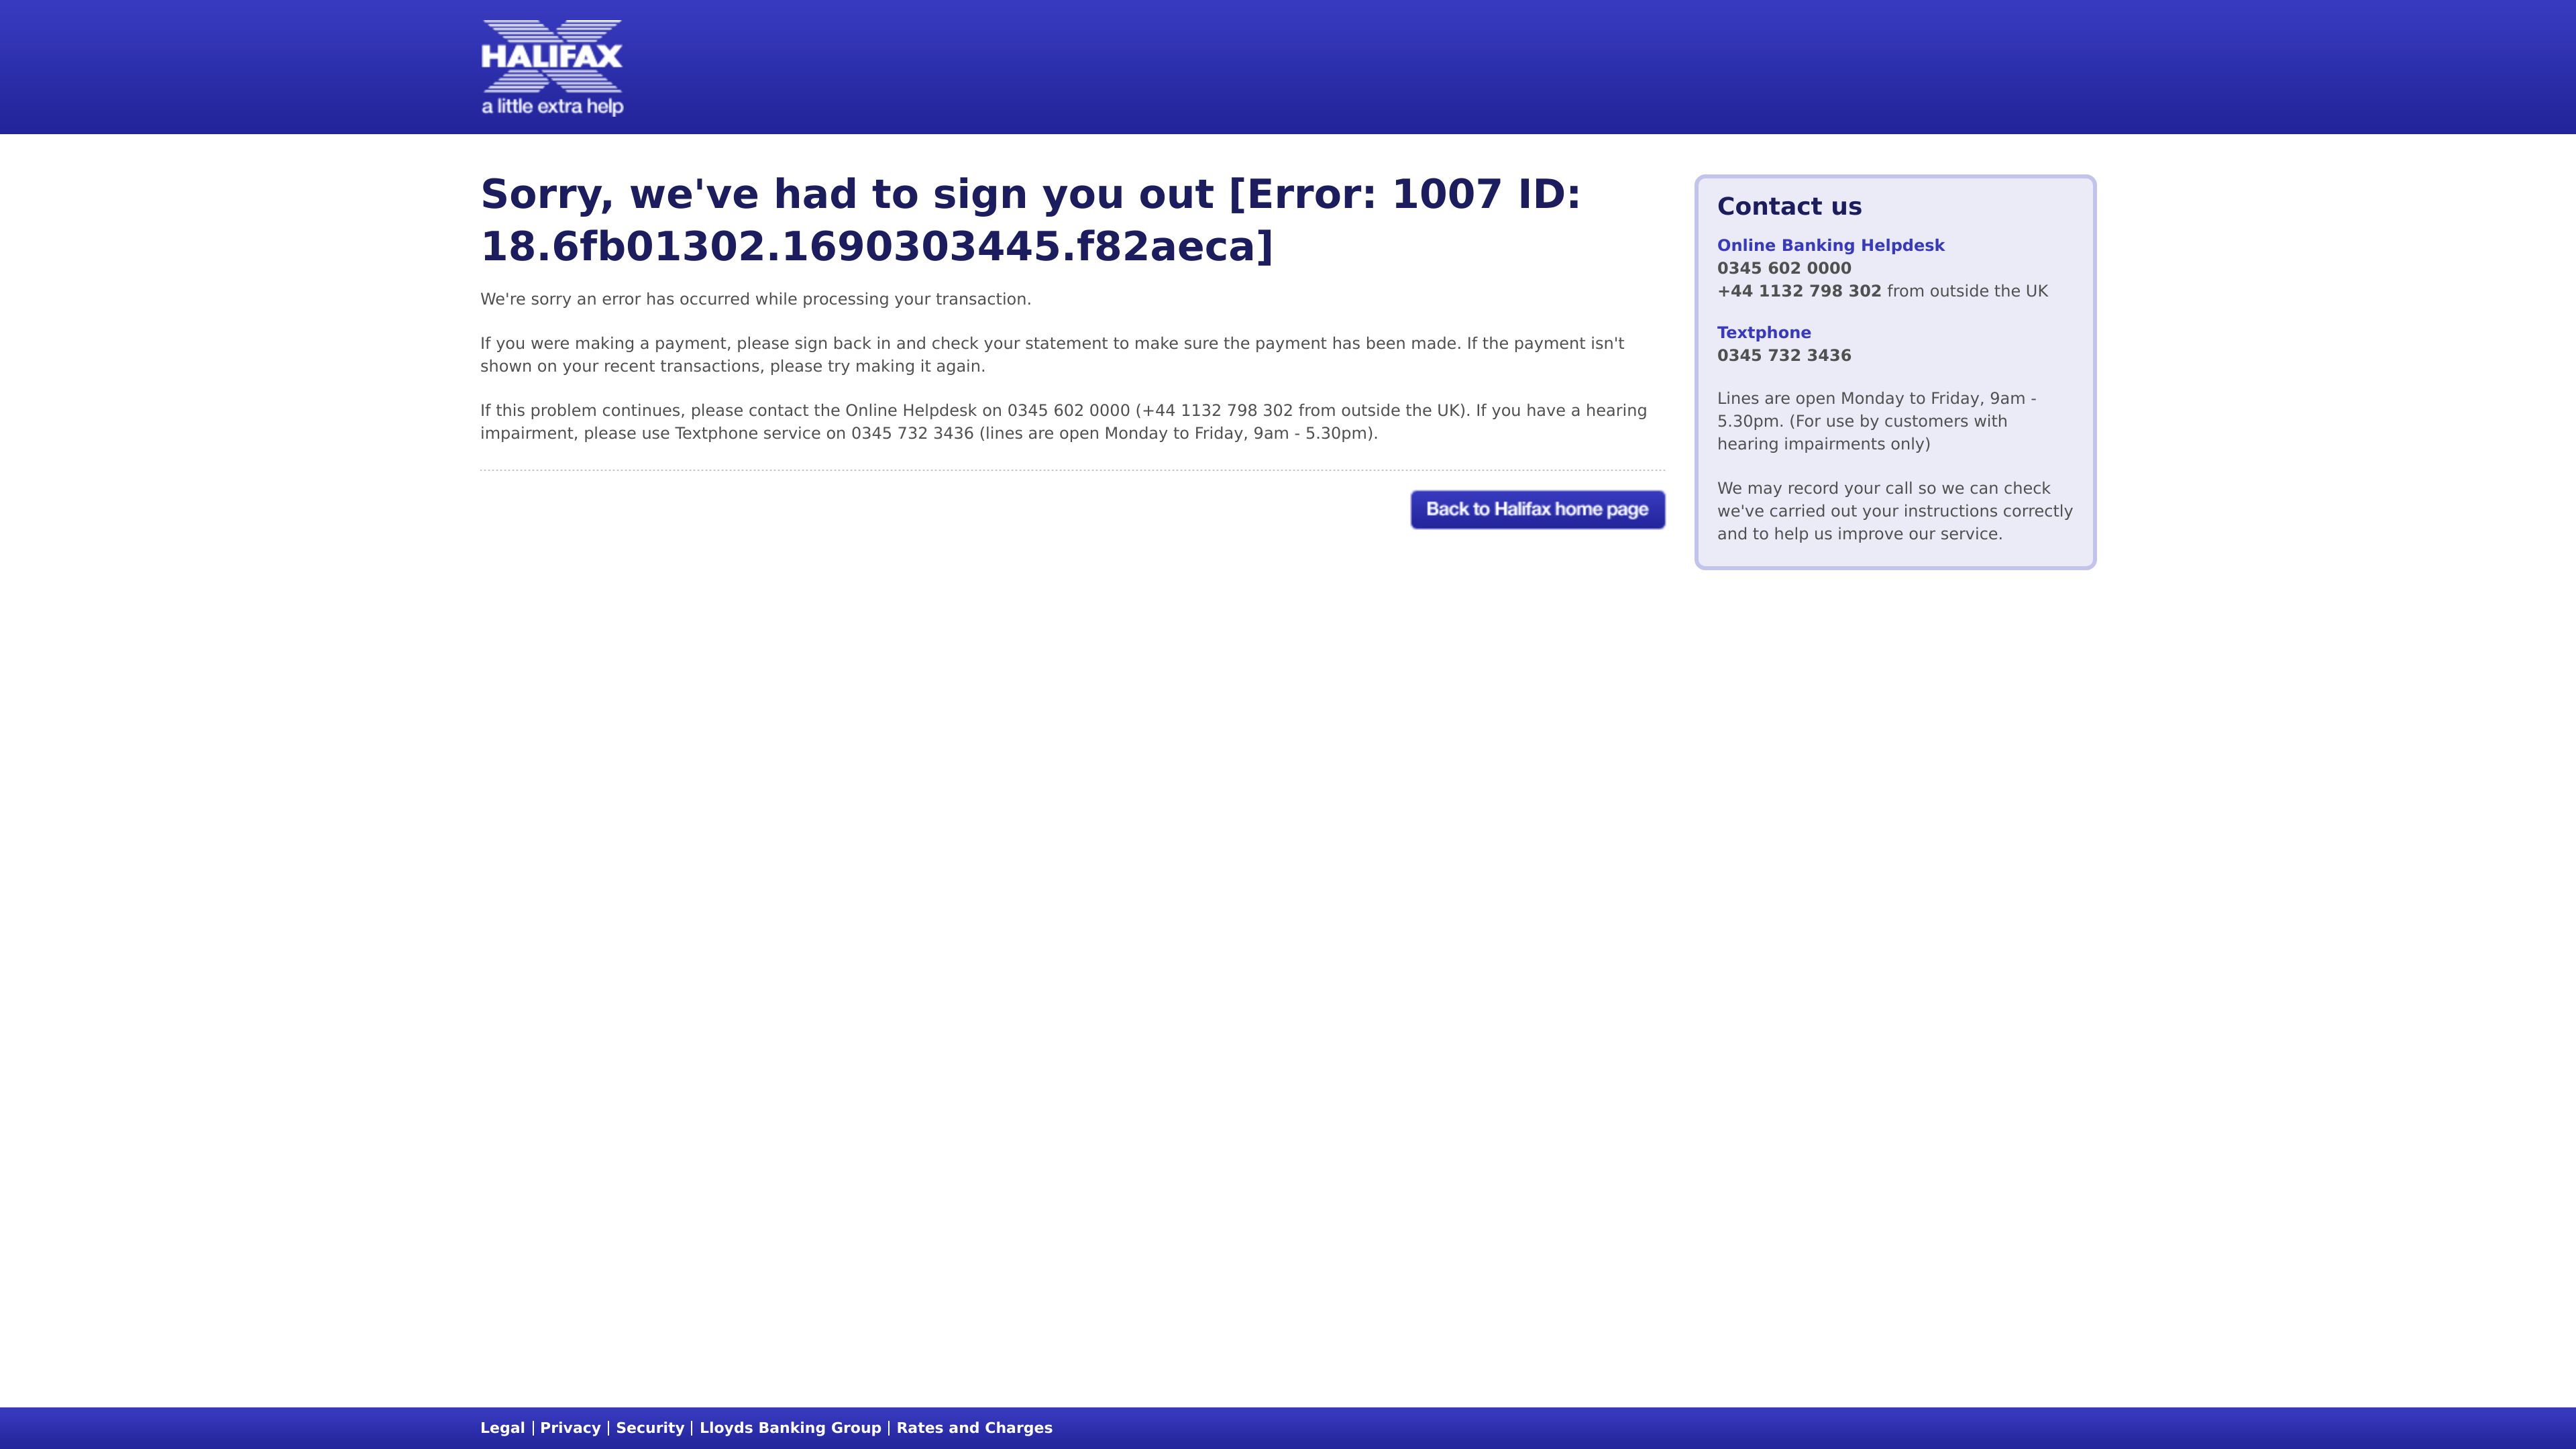 HALIFAX
a little extra help
Sorry, we've had to sign you out [Error: 1007 ID:
18.6fb01302.1690303445.f82aeca]
We're sorry an error has occurred while processing your transaction.
If you were making a payment, please sign back in and check your statement to make sure the payment has been made. If the payment isn't
shown on your recent transactions, please try making it again.
If this problem continues, please contact the Online Helpdesk on 0345 602 0000 (+44 1132 798 302 from outside the UK). If you have a hearing
impairment, please use Textphone service on 0345 732 3436 (lines are open Monday to Friday, 9am - 5.30pm).
Back to Halifax home page
Contact us
Online Banking Helpdesk
0345 602 0000
+44 1132 798 302 from outside the UK
Textphone
0345 732 3436
Lines are open Monday to Friday, 9am -
5.30pm. (For use by customers with
hearing impairments only)
We may record your call so we can check
we've carried out your instructions correctly
and to help us improve our service.
Legal | Privacy | Security | Lloyds Banking Group | Rates and Charges